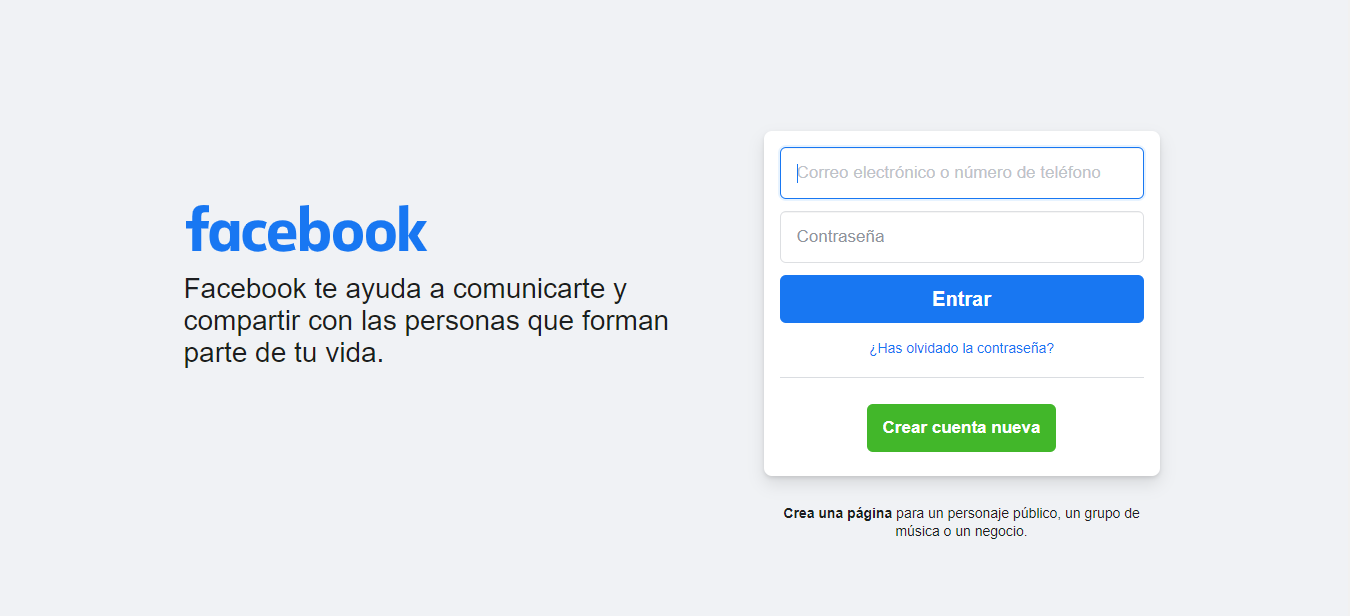 facebook
Facebook te ayuda a comunicarte y
compartir con las personas que forman
parte de tu vida.
Correo electrónico o número de teléfono
Contraseña
Entrar
¿Has olvidado la contraseña?
Crear cuenta nueva
Crea una página para un personaje público, un grupo de
música o un negocio.